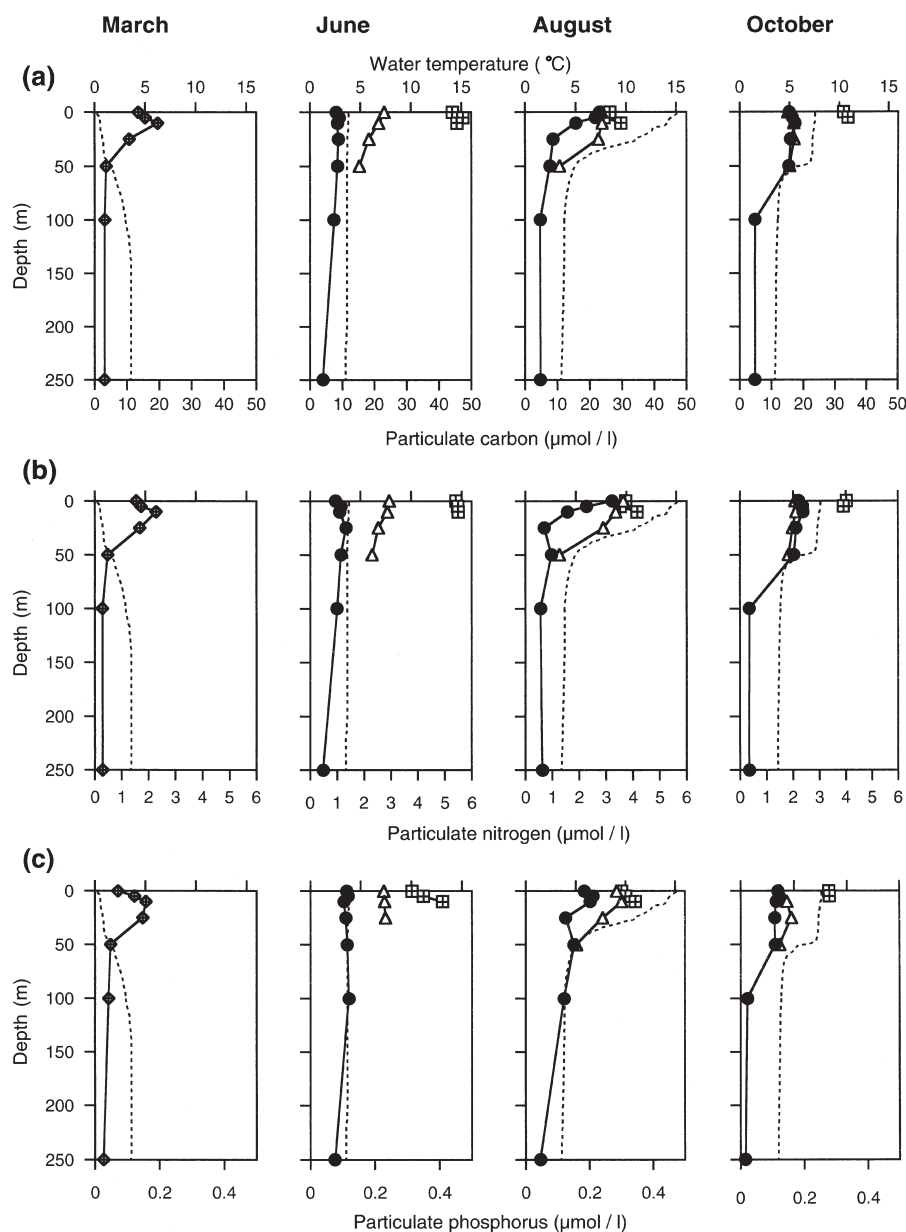 March June August October
(a)
Water temperature ( °C)
0 5 10 15 0 5 10 15 0 5 10 15 0 5 10 15
0
50
100
150
200
250
Depth (m)
0 10 20 30 40 50 0 10 20 30 40 50 0 10 20 30 40 50 0 10 20 30 40 50
Particulate carbon (µmol / l)
(b)
0
50
100
150
200
250
Depth (m)
0 1 2 3 4 5 6 0 1 2 3 4 5 6 0 1 2 3 4 5 6 0 1 2 3 4 5 6
Particulate nitrogen (µmol / l)
(c)
0
50
100
150
200
250
Depth (m)
0 0.2 0.4 0 0.2 0.4 0 0.2 0.4 0 0.2 0.4
Particulate phosphorus (µmol / l)